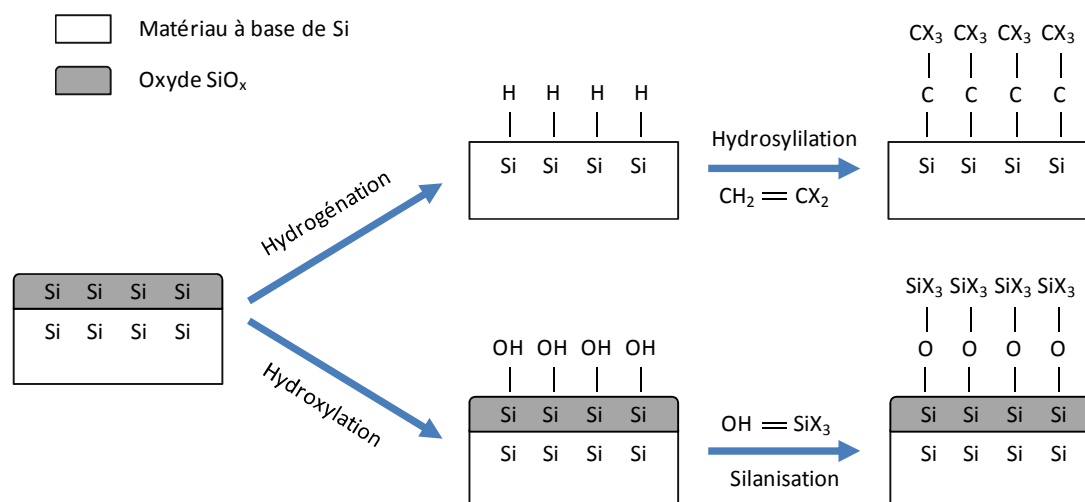 Matériau à base de Si
Oxyde SiOₓ
Si Si Si Si
Si Si Si Si
Hydrogénation
Hydroxylation
H H H H
Si Si Si Si
Hydrosylilation
CH₂ = CX₂
CX₃ CX₃ CX₃ CX₃
C C C C
Si Si Si Si
OH OH OH OH
Si Si Si Si
Si Si Si Si
OH = SiX₃
Silanisation
SiX₃ SiX₃ SiX₃ SiX₃
O O O O
Si Si Si Si
Si Si Si Si